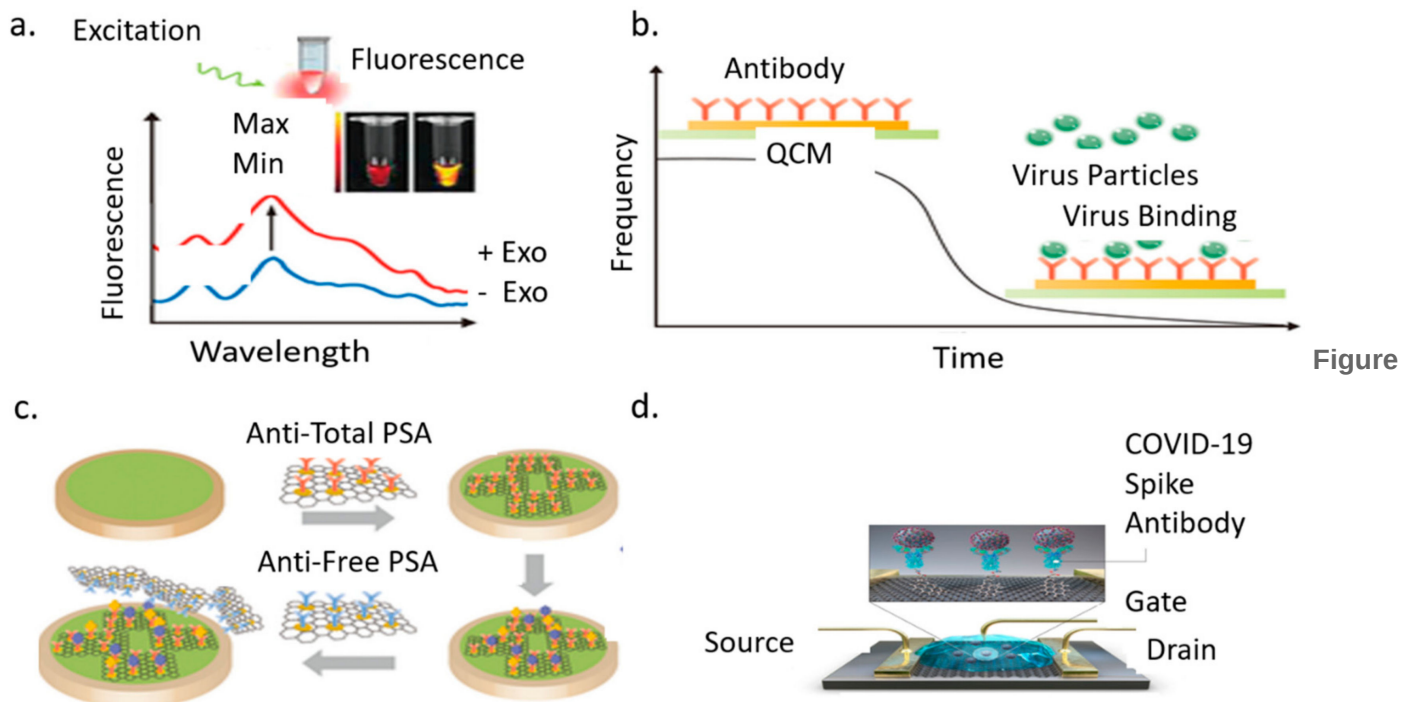 a.
Excitation
Fluorescence
Max
Min
Fluorescence
+ Exo
- Exo
Wavelength
b.
Antibody
QCM
Frequency
Virus Particles
Virus Binding
Time
Figure
c.
Anti-Total PSA
Anti-Free PSA
d.
COVID-19
Spike
Antibody
Gate
Source
Drain